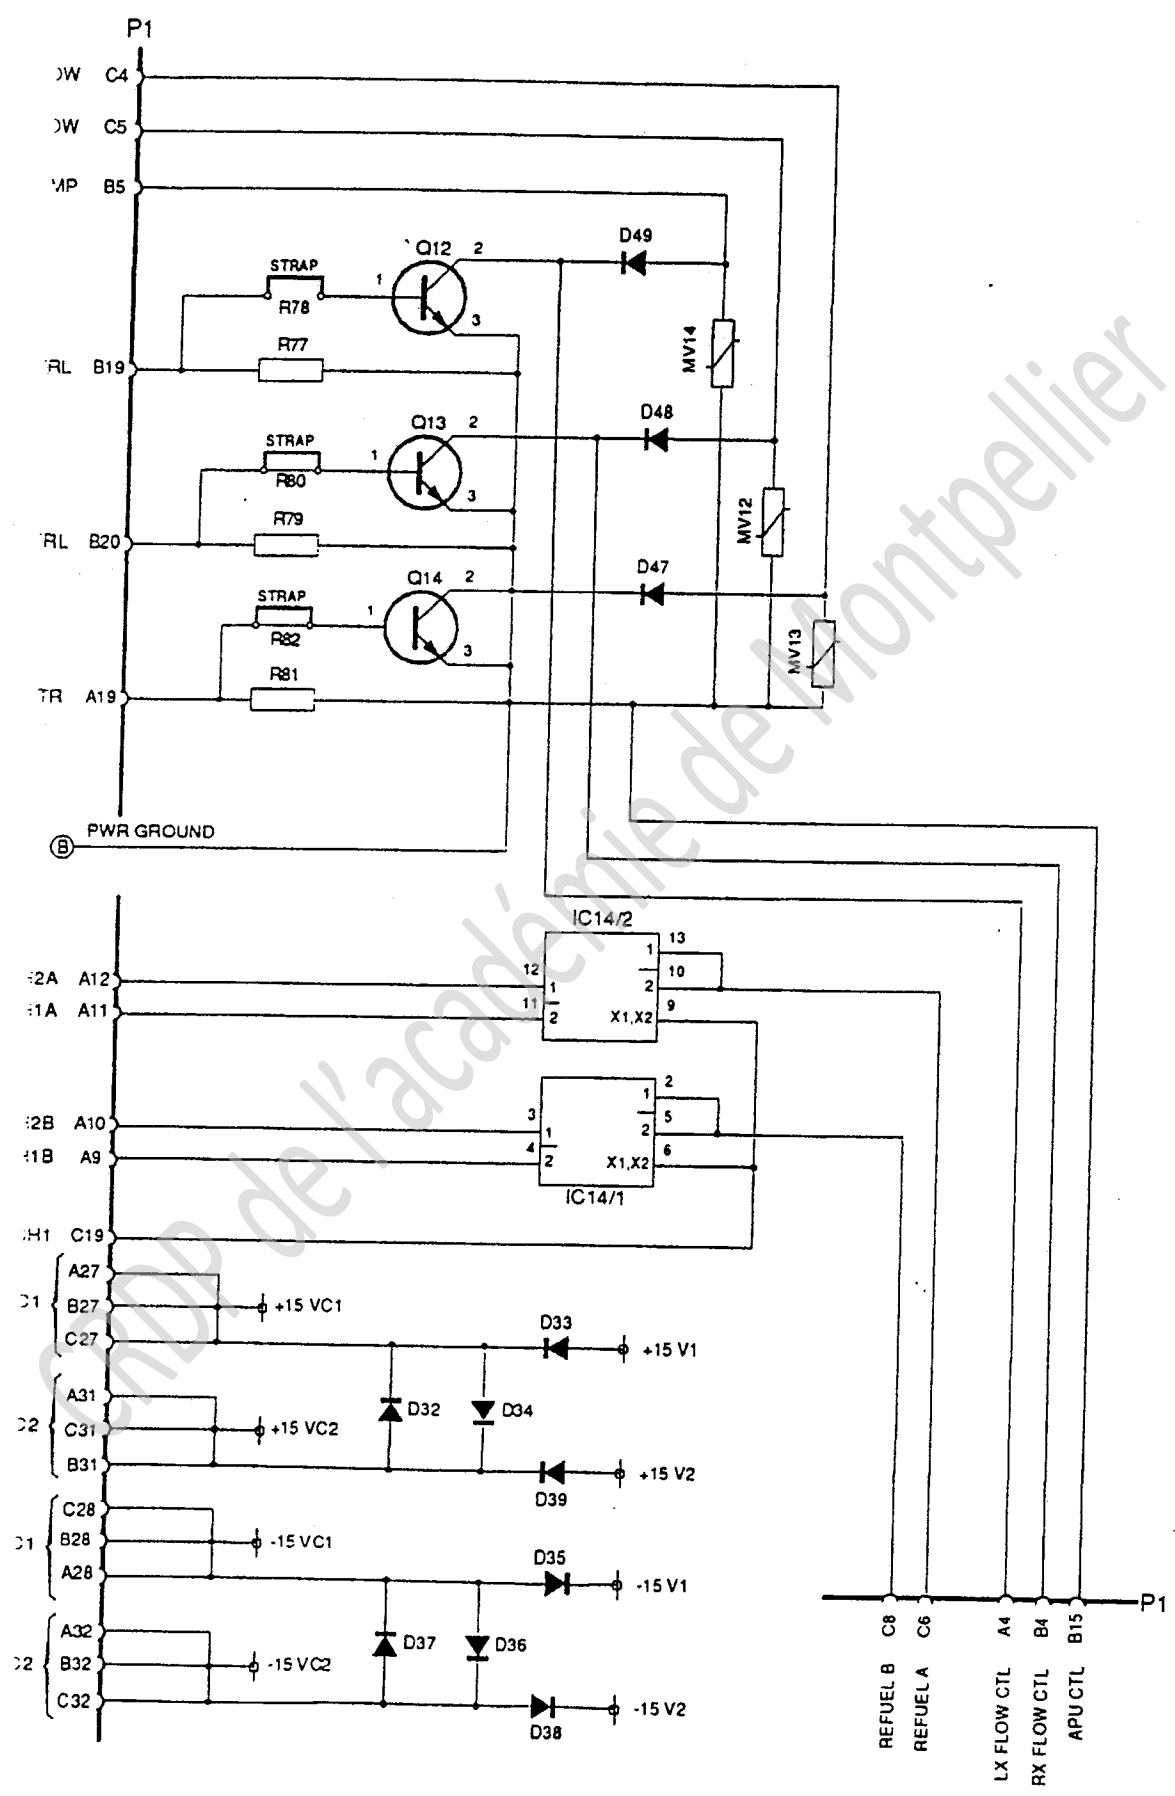 P1
C4
C5
B5
Q12
2
D49
STRAP
1
R78
3
R77
MV14
B19
Q13
2
D48
STRAP
1
R80
3
R79
MV12
B20
Q14
2
D47
STRAP
1
R82
3
R81
MV13
A19
PWR GROUND
B
IC14/2
1 13
12
10
A12
1
2
11
9
A11
2
X1,X2
2
1
3
5
A10
1
2
4
6
A9
2
X1,X2
IC14/1
C19
A27
B27
+15 VC1
C27
D33
+15 V1
A31
D32
D34
C31
+15 VC2
B31
+15 V2
D39
C28
B28
-15 VC1
A28
D35
-15 V1
A32
D37
D36
B32
-15 VC2
C32
-15 V2
D38
P1
REFUEL B C8
REFUEL A C6
LX FLOW CTL A4
RX FLOW CTL B4
APU CTL B15
CRDP de l'académie de Montpellier